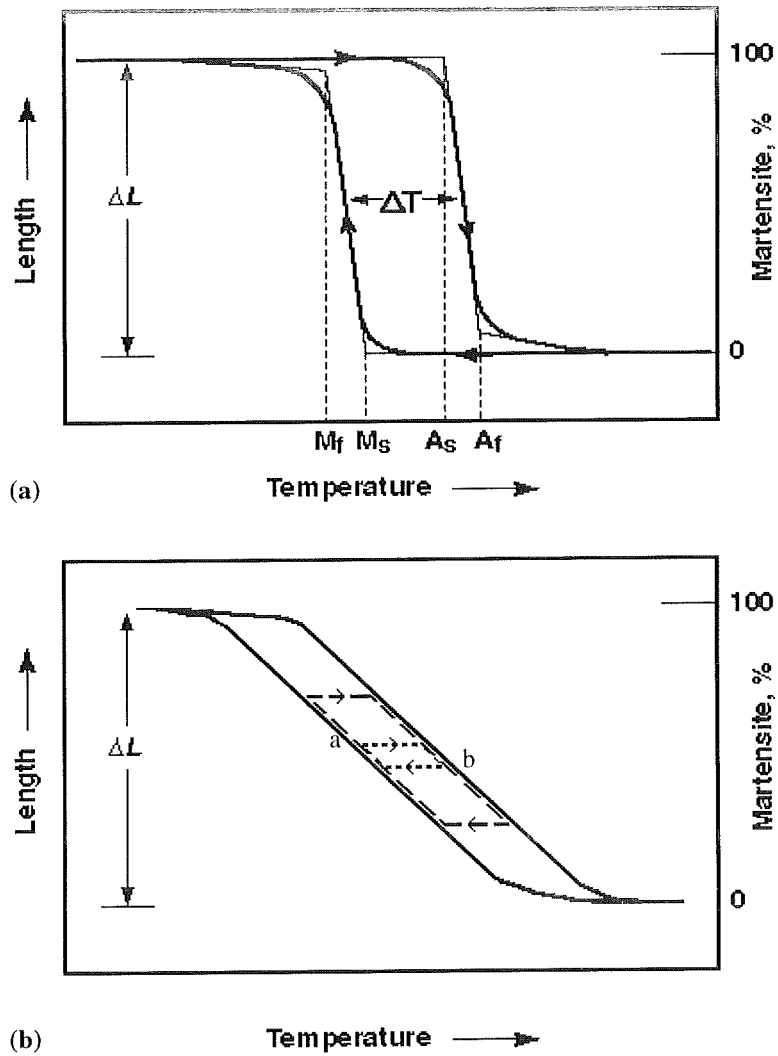 100
Length
ΔL
ΔT
Martensite, %
0
Mf Ms As Af
(a)
Temperature
100
Length
ΔL
a
b
Martensite, %
0
(b)
Temperature